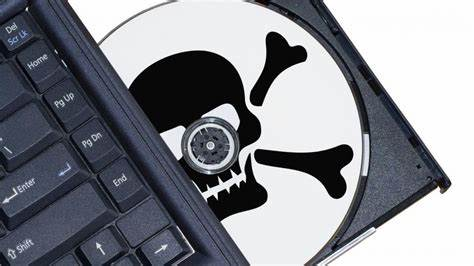 Del
Scr Lk
Home
Pg Up
Pg Dn
End
Enter
Shift